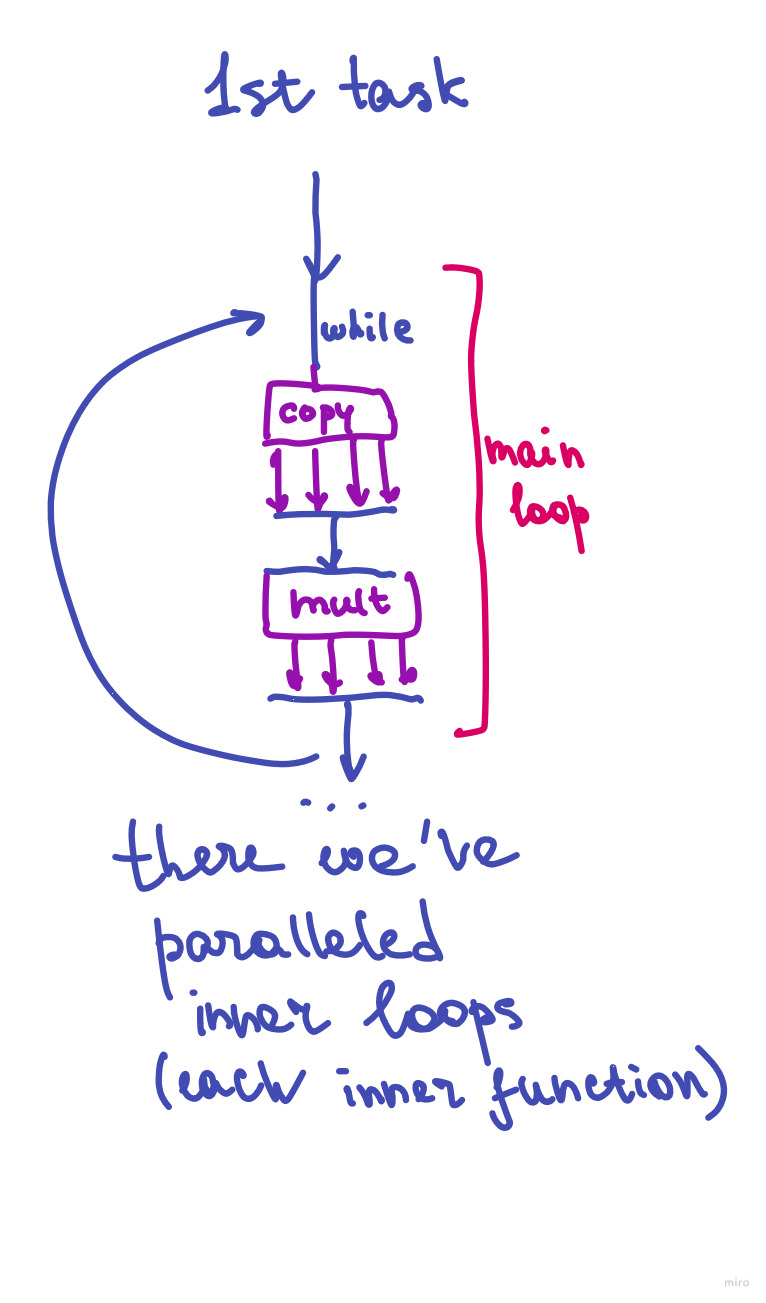 1st task
while
copy
main
loop
mult
...
there we've
paralleled
inner loops
(each inner function)
miro